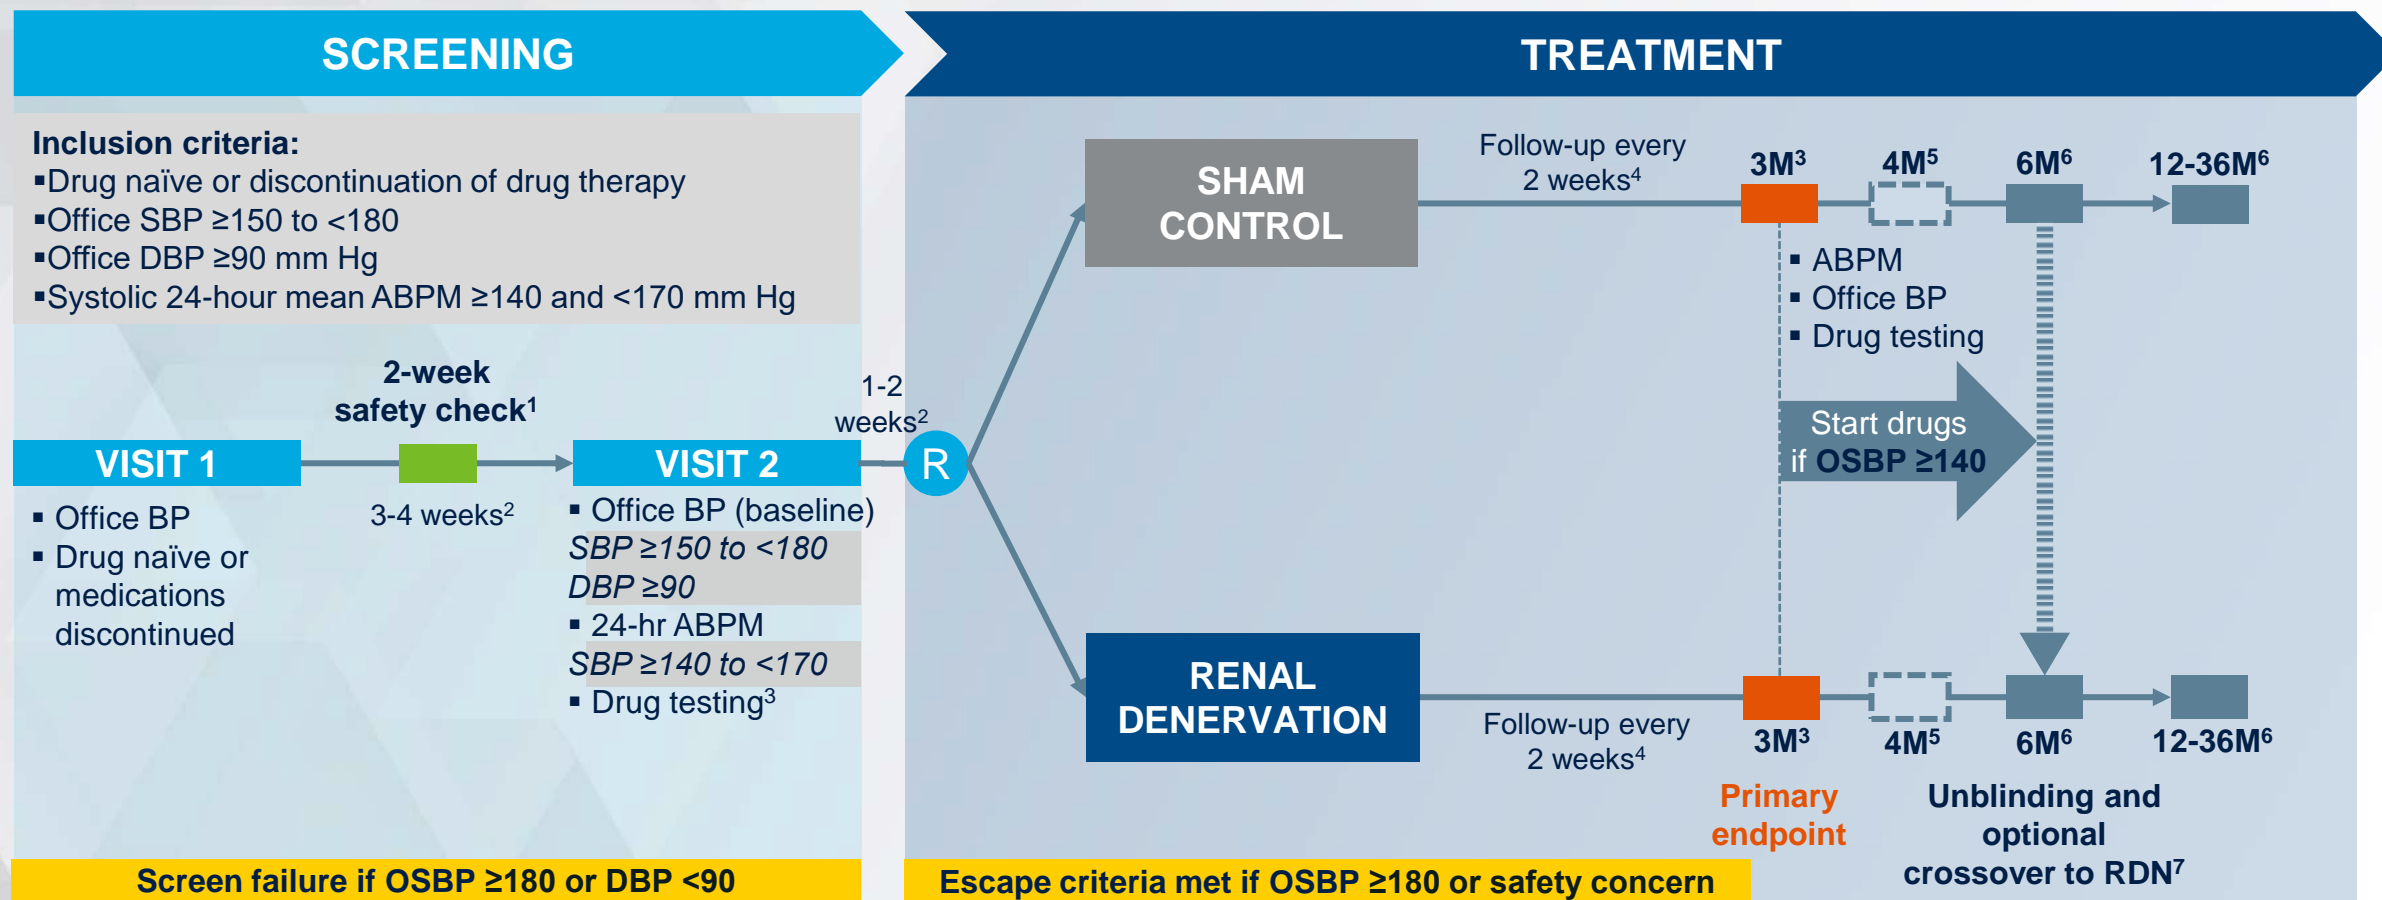 SCREENING
TREATMENT
Inclusion criteria:
▪Drug naïve or discontinuation of drug therapy
▪Office SBP ≥150 to <180
▪Office DBP ≥90 mm Hg
▪Systolic 24-hour mean ABPM ≥140 and <170 mm Hg
2-week
safety check¹
VISIT 1
3-4 weeks²
▪ Office BP
▪ Drug naïve or
medications
discontinued
VISIT 2
▪ Office BP (baseline)
SBP ≥150 to <180
DBP ≥90
▪ 24-hr ABPM
SBP ≥140 to <170
▪ Drug testing³
1-2
weeks²
R
Screen failure if OSBP ≥180 or DBP <90
SHAM
CONTROL
Follow-up every
2 weeks⁴
3M³
4M⁵
6M⁶
12-36M⁶
▪ ABPM
▪ Office BP
▪ Drug testing
Start drugs
if OSBP ≥140
RENAL
DENERVATION
Follow-up every
2 weeks⁴
3M³
4M⁵
6M⁶
12-36M⁶
Primary
endpoint
Unblinding and
optional
crossover to RDN⁷
Escape criteria met if OSBP ≥180 or safety concern